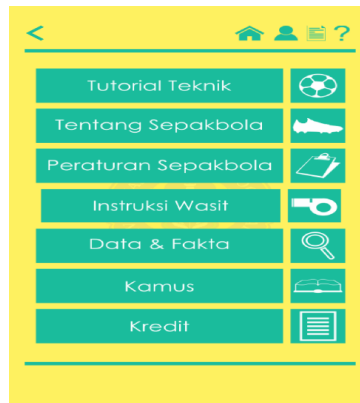 < ?
Tutorial Teknik
Tentang Sepakbola
Peraturan Sepakbola
Instruksi Wasit
Data & Fakta
Kamus
Kredit